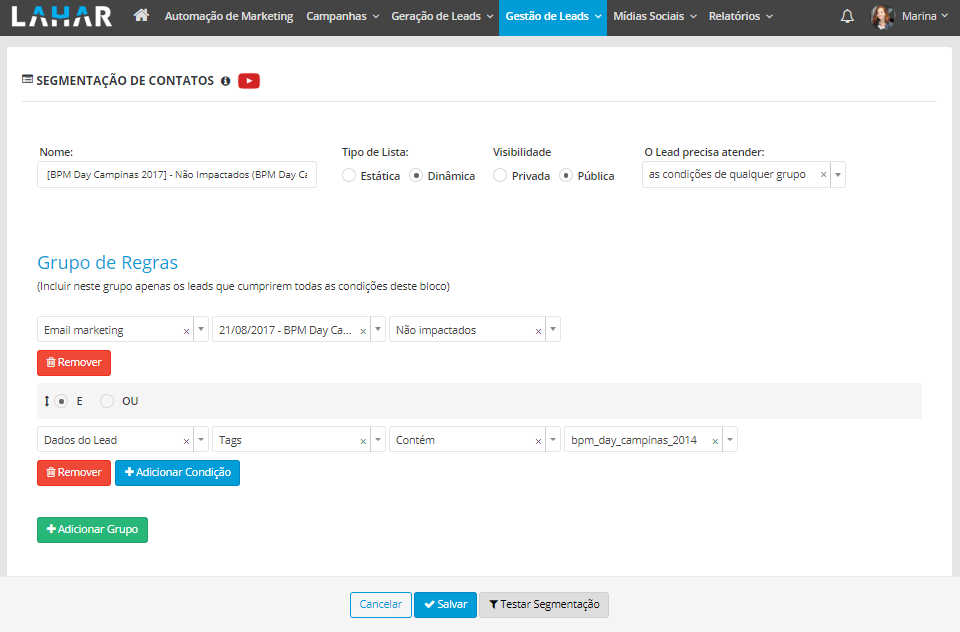 LAHAR Automação de Marketing Campanhas Geração de Leads Gestão de Leads Mídias Sociais Relatórios Marina
SEGMENTAÇÃO DE CONTATOS
Nome: Tipo de Lista: Visibilidade O Lead precisa atender:
[BPM Day Campinas 2017] - Não Impactados (BPM Day Ca Estática Dinâmica Privada Pública as condições de qualquer grupo ×
Grupo de Regras
(Incluir neste grupo apenas os leads que cumprirem todas as condições deste bloco)
Email marketing × 21/08/2017 - BPM Day Ca... × Não impactados ×
Remover
E OU
Dados do Lead × Tags × Contém × bpm_day_campinas_2014 ×
Remover Adicionar Condição
Adicionar Grupo
Cancelar Salvar Testar Segmentação